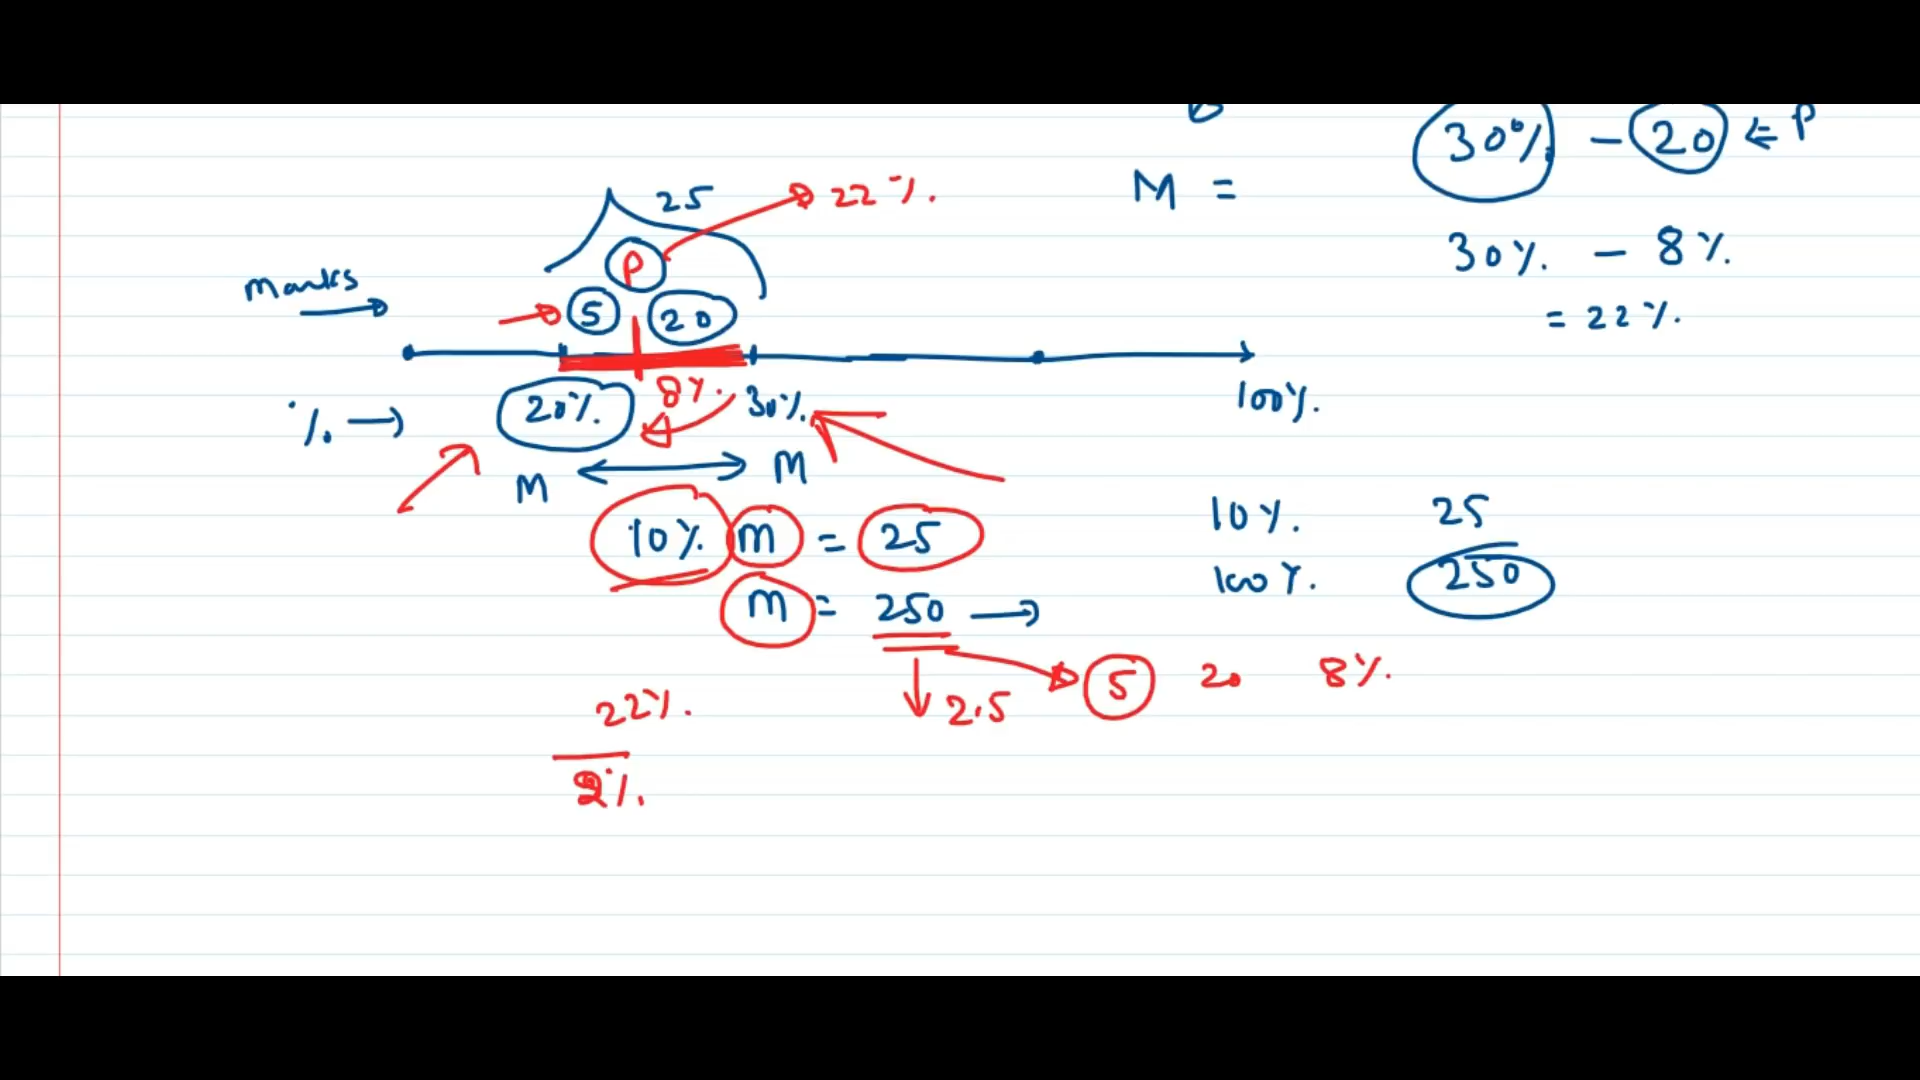 30% - 20 ⇐ P
M =
25
22%.
P
30%. - 8%.
marks
5 20
= 22%.
20%. 8%. 30%. 100%.
%. →
M M
10%. m = 25
10%. 25
m = 250 →
100%. 250
5 20 8%.
22%. 2.5
2%.